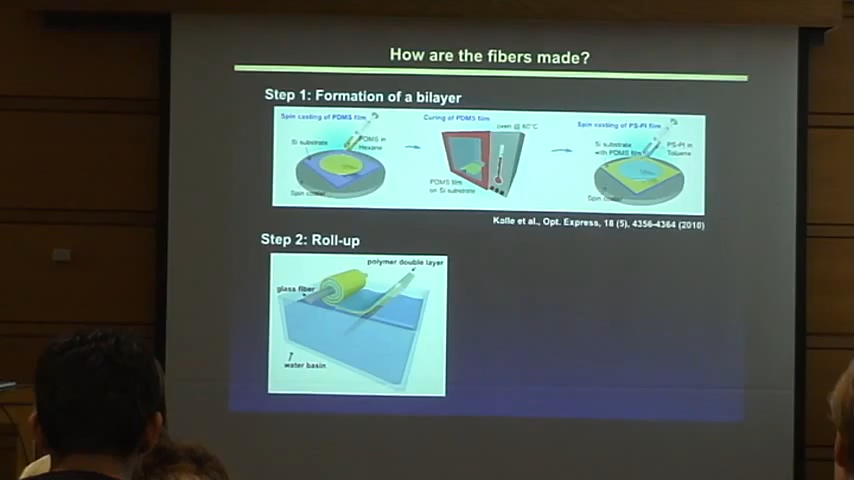 How are the fibers made?
Step 1: Formation of a bilayer
Spin casting of PDMS film
Curing of PDMS film
Spin casting of PS-PI film
Si substrate
PDMS in
Hexane
Spin coater
oven @ 60°C
PDMS film
on Si substrate
Si substrate
with PDMS film
PS-PI in
Toluene
Spin coater
Kolle et al., Opt. Express, 18 (5), 4356-4364 (2010)
Step 2: Roll-up
polymer double layer
glass fiber
water basin